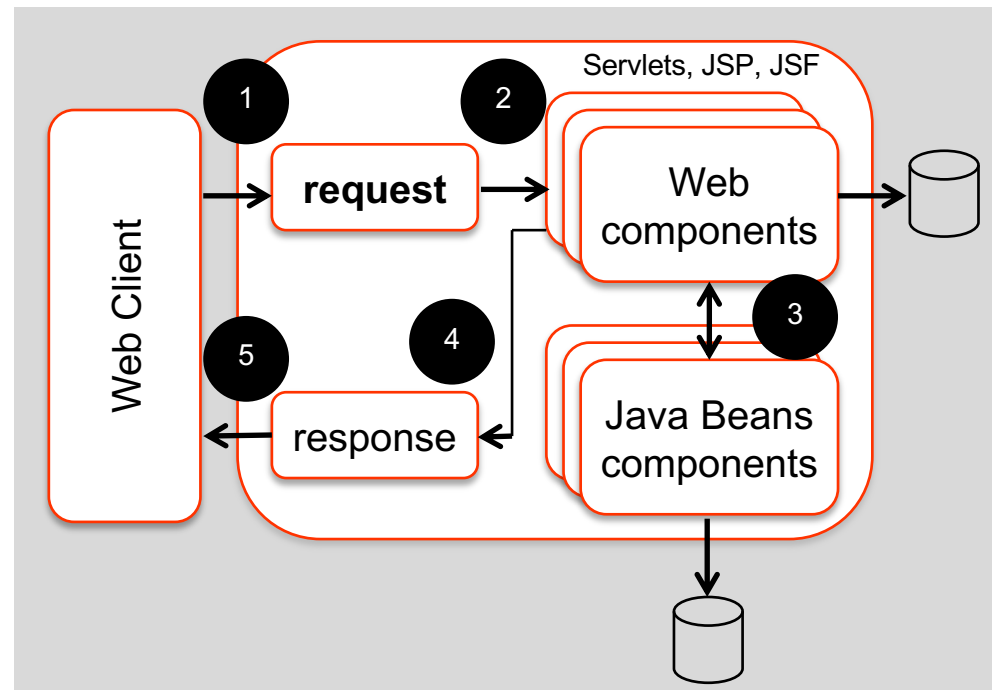 Servlets, JSP, JSF
1
2
request
Web
components
Web Client
3
4
5
response
Java Beans
components